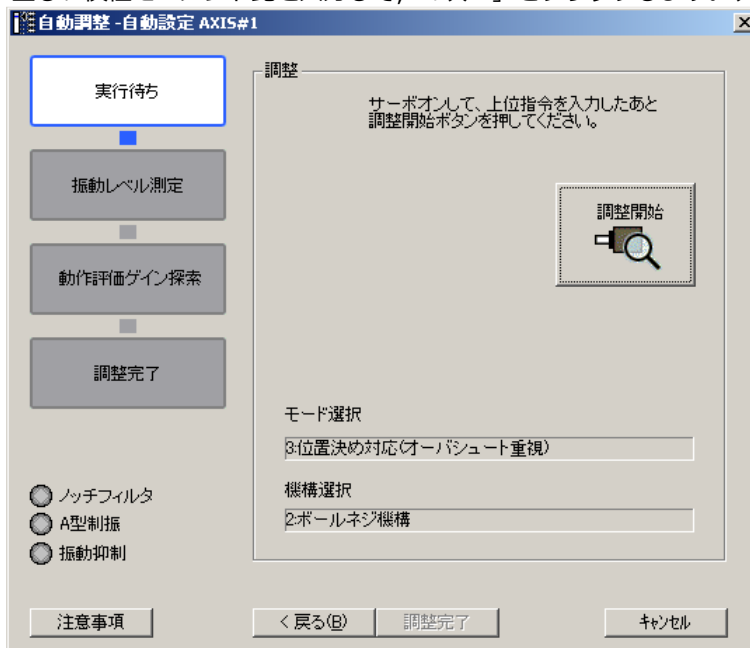 自動調整 -自動設定 AXIS#1
実行待ち
振動レベル測定
動作評価ゲイン探索
調整完了
ノッチフィルタ
A型制振
振動抑制
調整
サーボオンして、上位指令を入力したあと
調整開始ボタンを押してください。
調整開始
モード選択
3:位置決め対応(オーバシュート重視)
機構選択
2:ボールネジ機構
注意事項
< 戻る(B)
調整完了
キャンセル